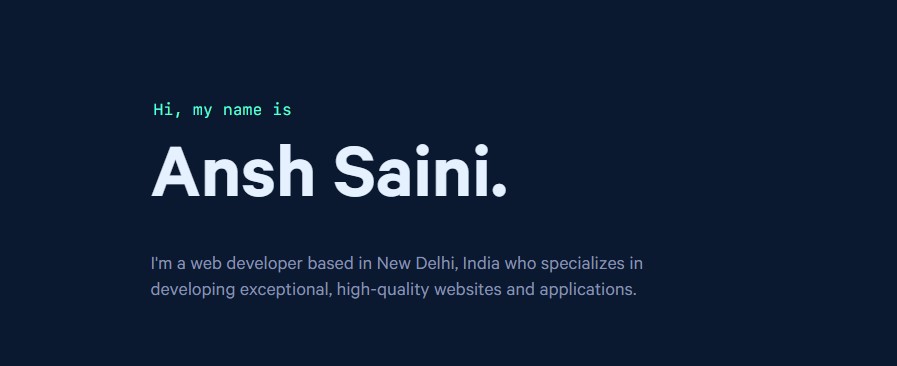 Hi, my name is
Ansh Saini.
I'm a web developer based in New Delhi, India who specializes in
developing exceptional, high-quality websites and applications.